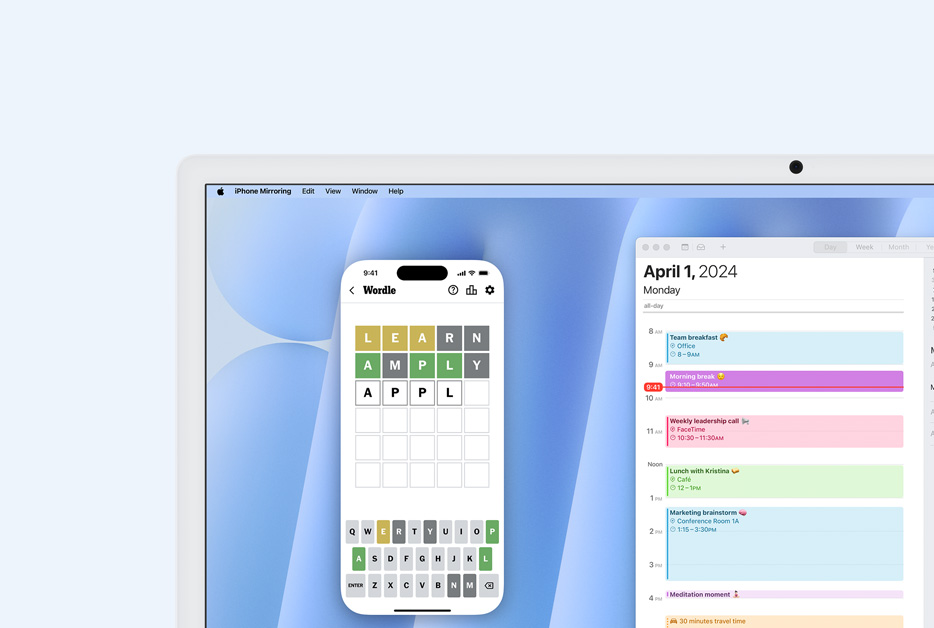 iPhone Mirroring Edit View Window Help
9:41
Wordle
L E A R N
A M P L Y
A P P L
Q W E R T Y U I O P
A S D F G H J K L
ENTER Z X C V B N M
Day Week Month Ye
April 1, 2024
Monday
all-day
8 AM
Team breakfast 🥐
Office
8 – 9AM
9 AM
Morning break 😄
9:10 – 9:50AM
9:41
10 AM
Weekly leadership call
FaceTime
11 AM
10:30 – 11:30AM
Noon
Lunch with Kristina
Café
12 – 1PM
1 PM
Marketing brainstorm 🧠
Conference Room 1A
1:15 – 3:30PM
2 PM
3 PM
4 PM
Meditation moment
30 minutes travel time